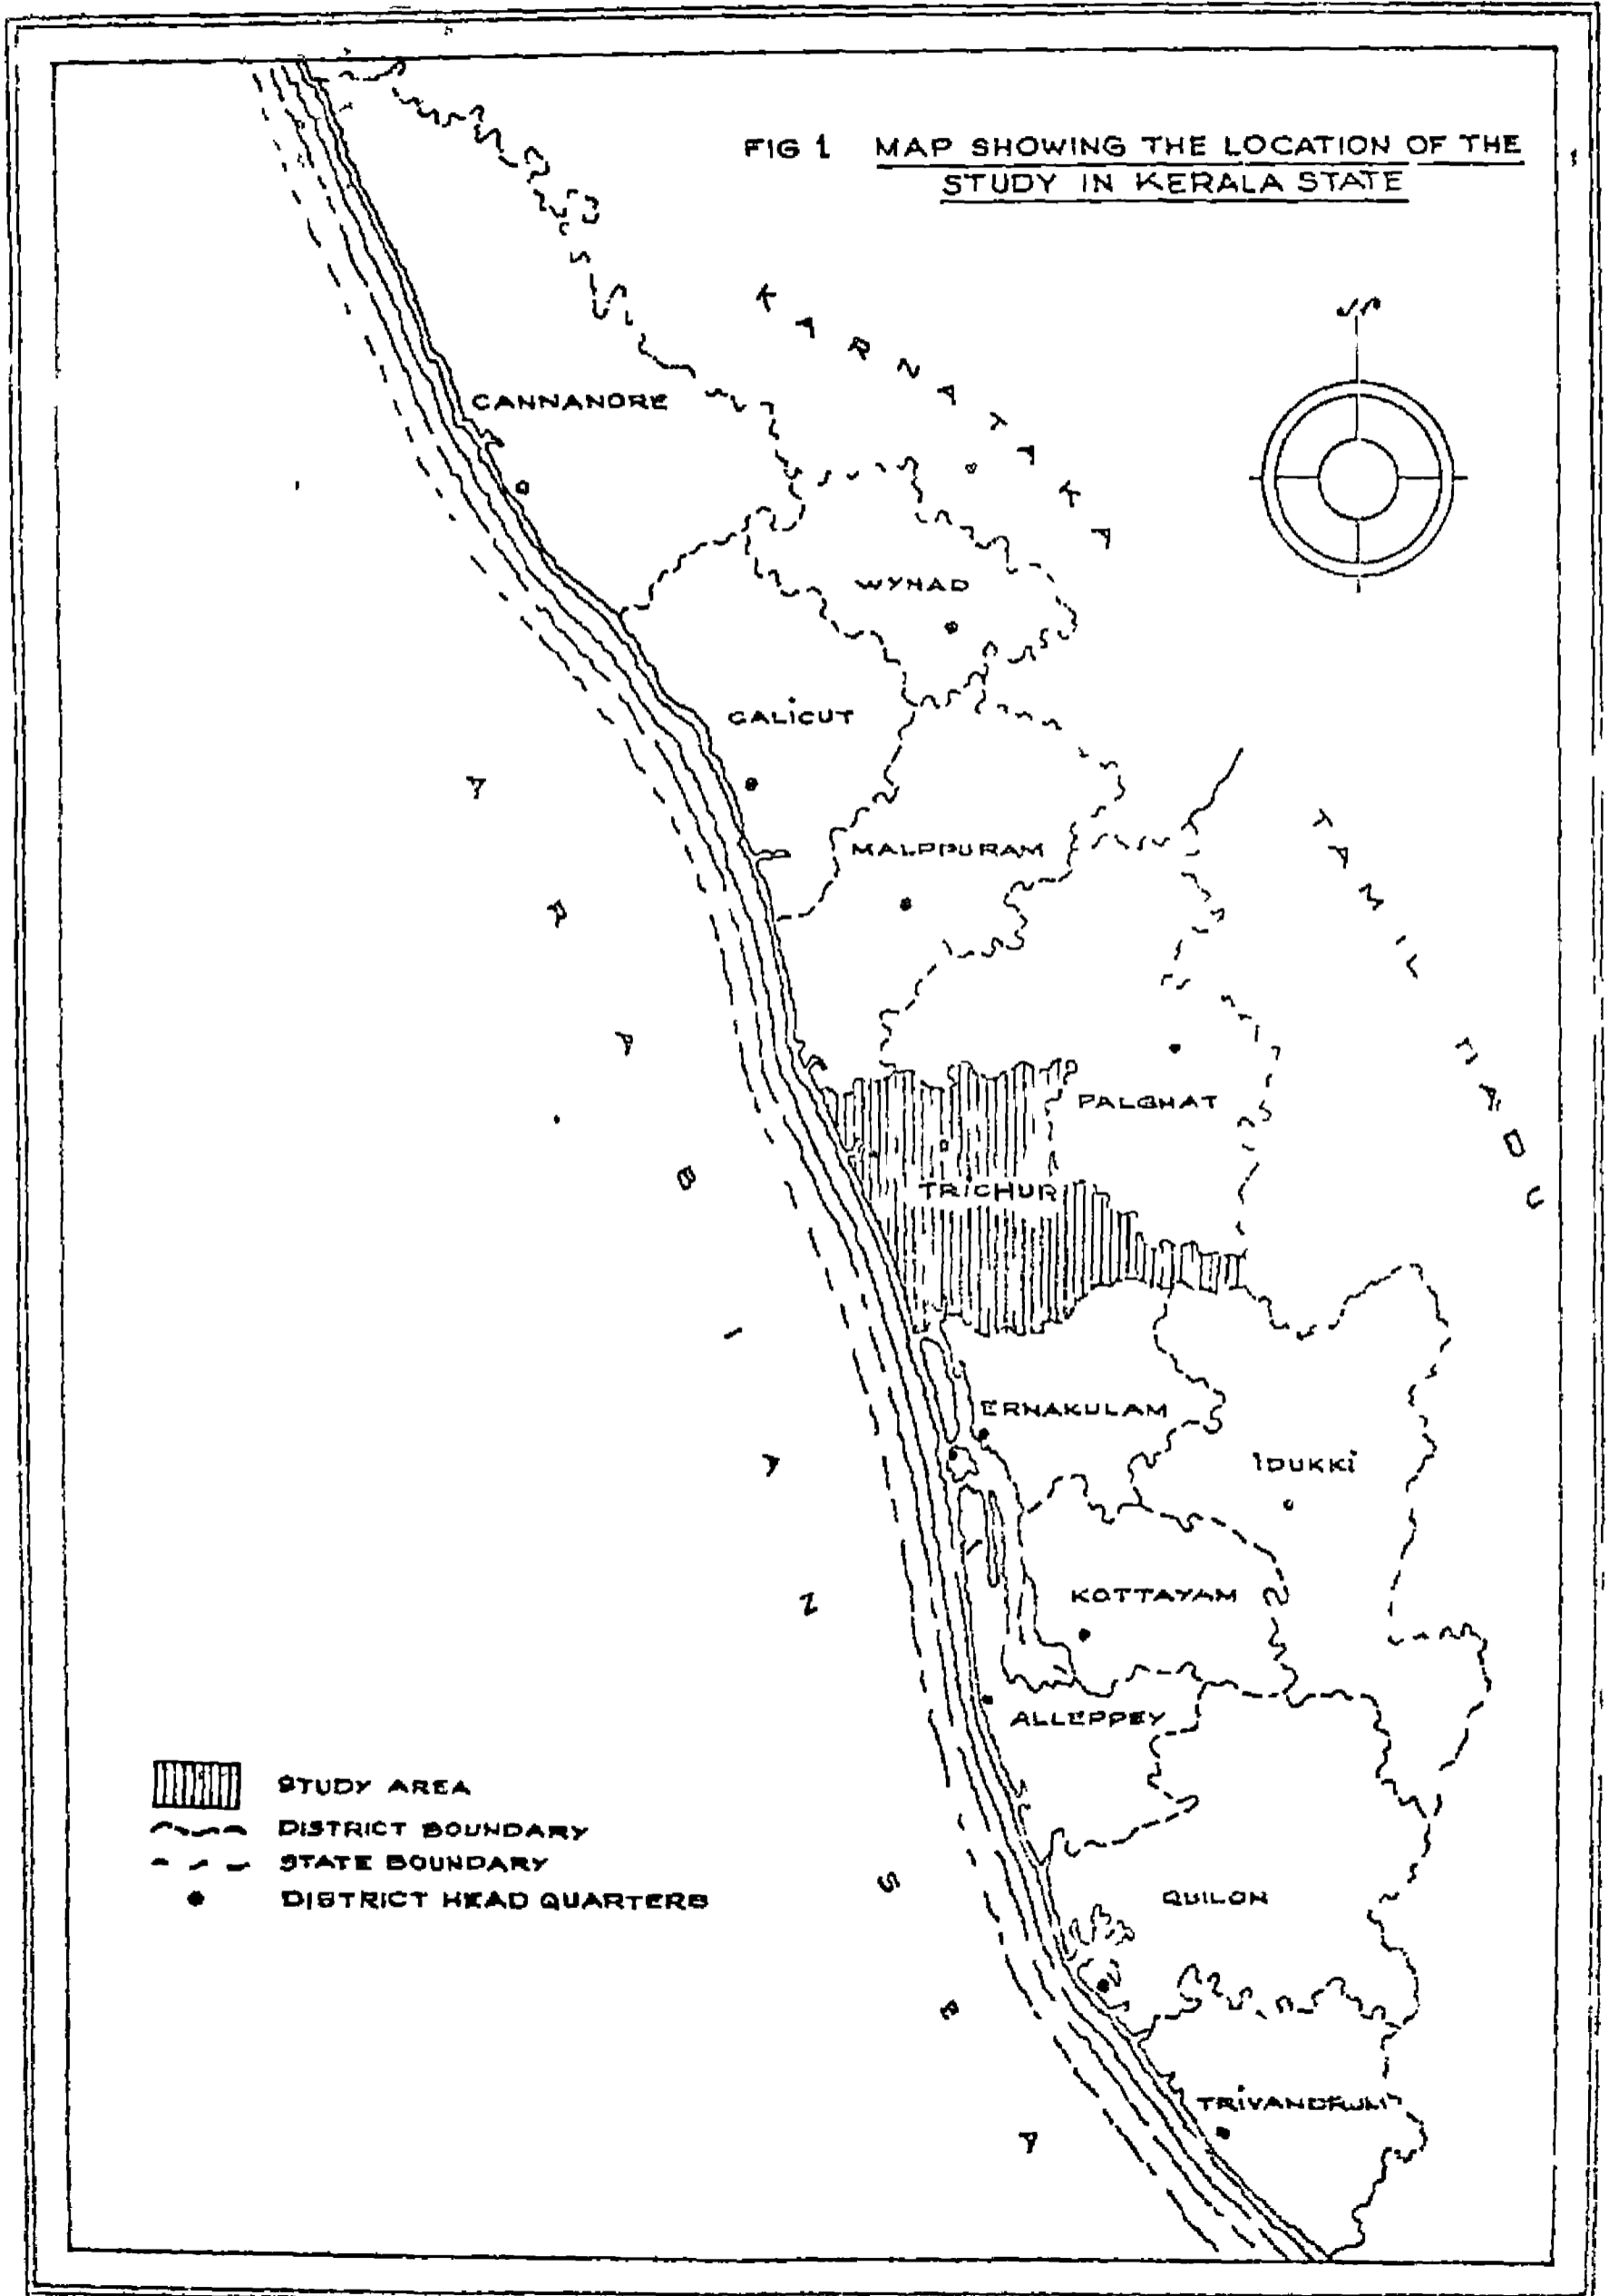 FIG 1 MAP SHOWING THE LOCATION OF THE
STUDY IN KERALA STATE
KARNATAKA
CANNANORE
WYNAD
CALICUT
MALPPURAM
TAMIL NADU
PALGHAT
TRICHUR
ARABIAN SEA
ERNAKULAM
IDUKKI
KOTTAYAM
ALLEPPEY
STUDY AREA
DISTRICT BOUNDARY
STATE BOUNDARY
DISTRICT HEAD QUARTERS
QUILON
TRIVANDRUM